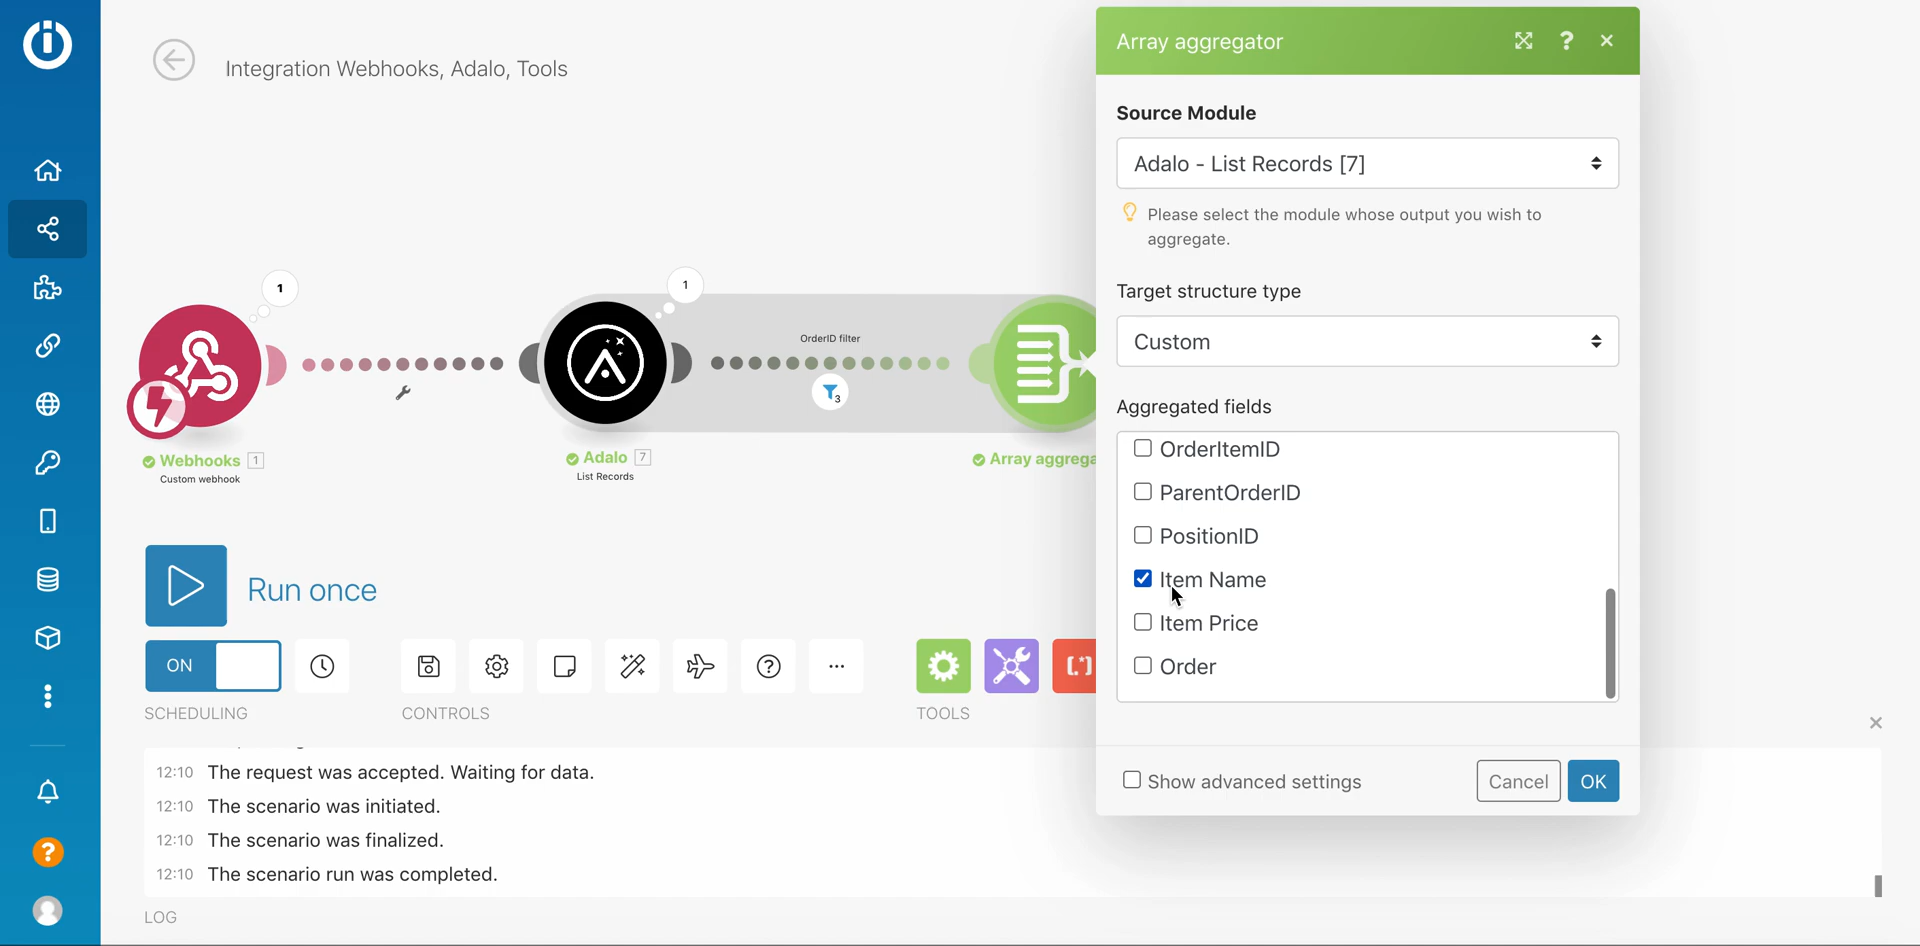 Integration Webhooks, Adalo, Tools
1
Webhooks 1
Custom webhook
1
Adalo 7
List Records
OrderID filter
3
Array aggrega
Run once
ON
SCHEDULING
CONTROLS
TOOLS
12:10 The request was accepted. Waiting for data.
12:10 The scenario was initiated.
12:10 The scenario was finalized.
12:10 The scenario run was completed.
LOG
Array aggregator
Source Module
Adalo - List Records [7]
Please select the module whose output you wish to
aggregate.
Target structure type
Custom
Aggregated fields
OrderItemID
ParentOrderID
PositionID
Item Name
Item Price
Order
Show advanced settings
Cancel
OK